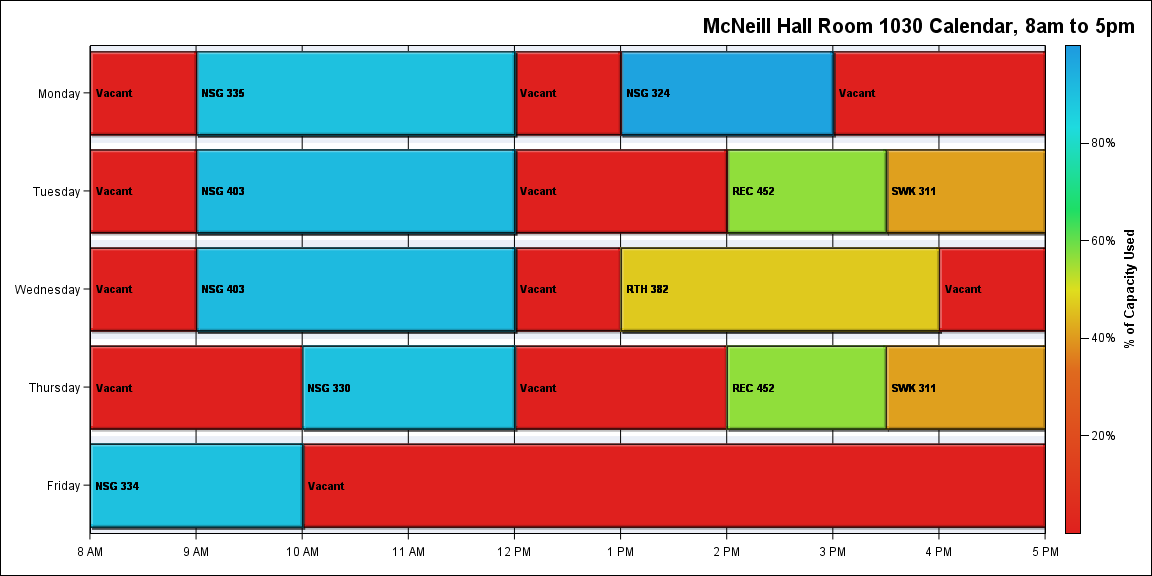 McNeill Hall Room 1030 Calendar, 8am to 5pm
Monday
Vacant
NSG 335
Vacant
NSG 324
Vacant
Tuesday
Vacant
NSG 403
Vacant
REC 452
SWK 311
Wednesday
Vacant
NSG 403
Vacant
RTH 382
Vacant
Thursday
Vacant
NSG 330
Vacant
REC 452
SWK 311
Friday
NSG 334
Vacant
8 AM
9 AM
10 AM
11 AM
12 PM
1 PM
2 PM
3 PM
4 PM
5 PM
80%
60%
40%
20%
% of Capacity Used